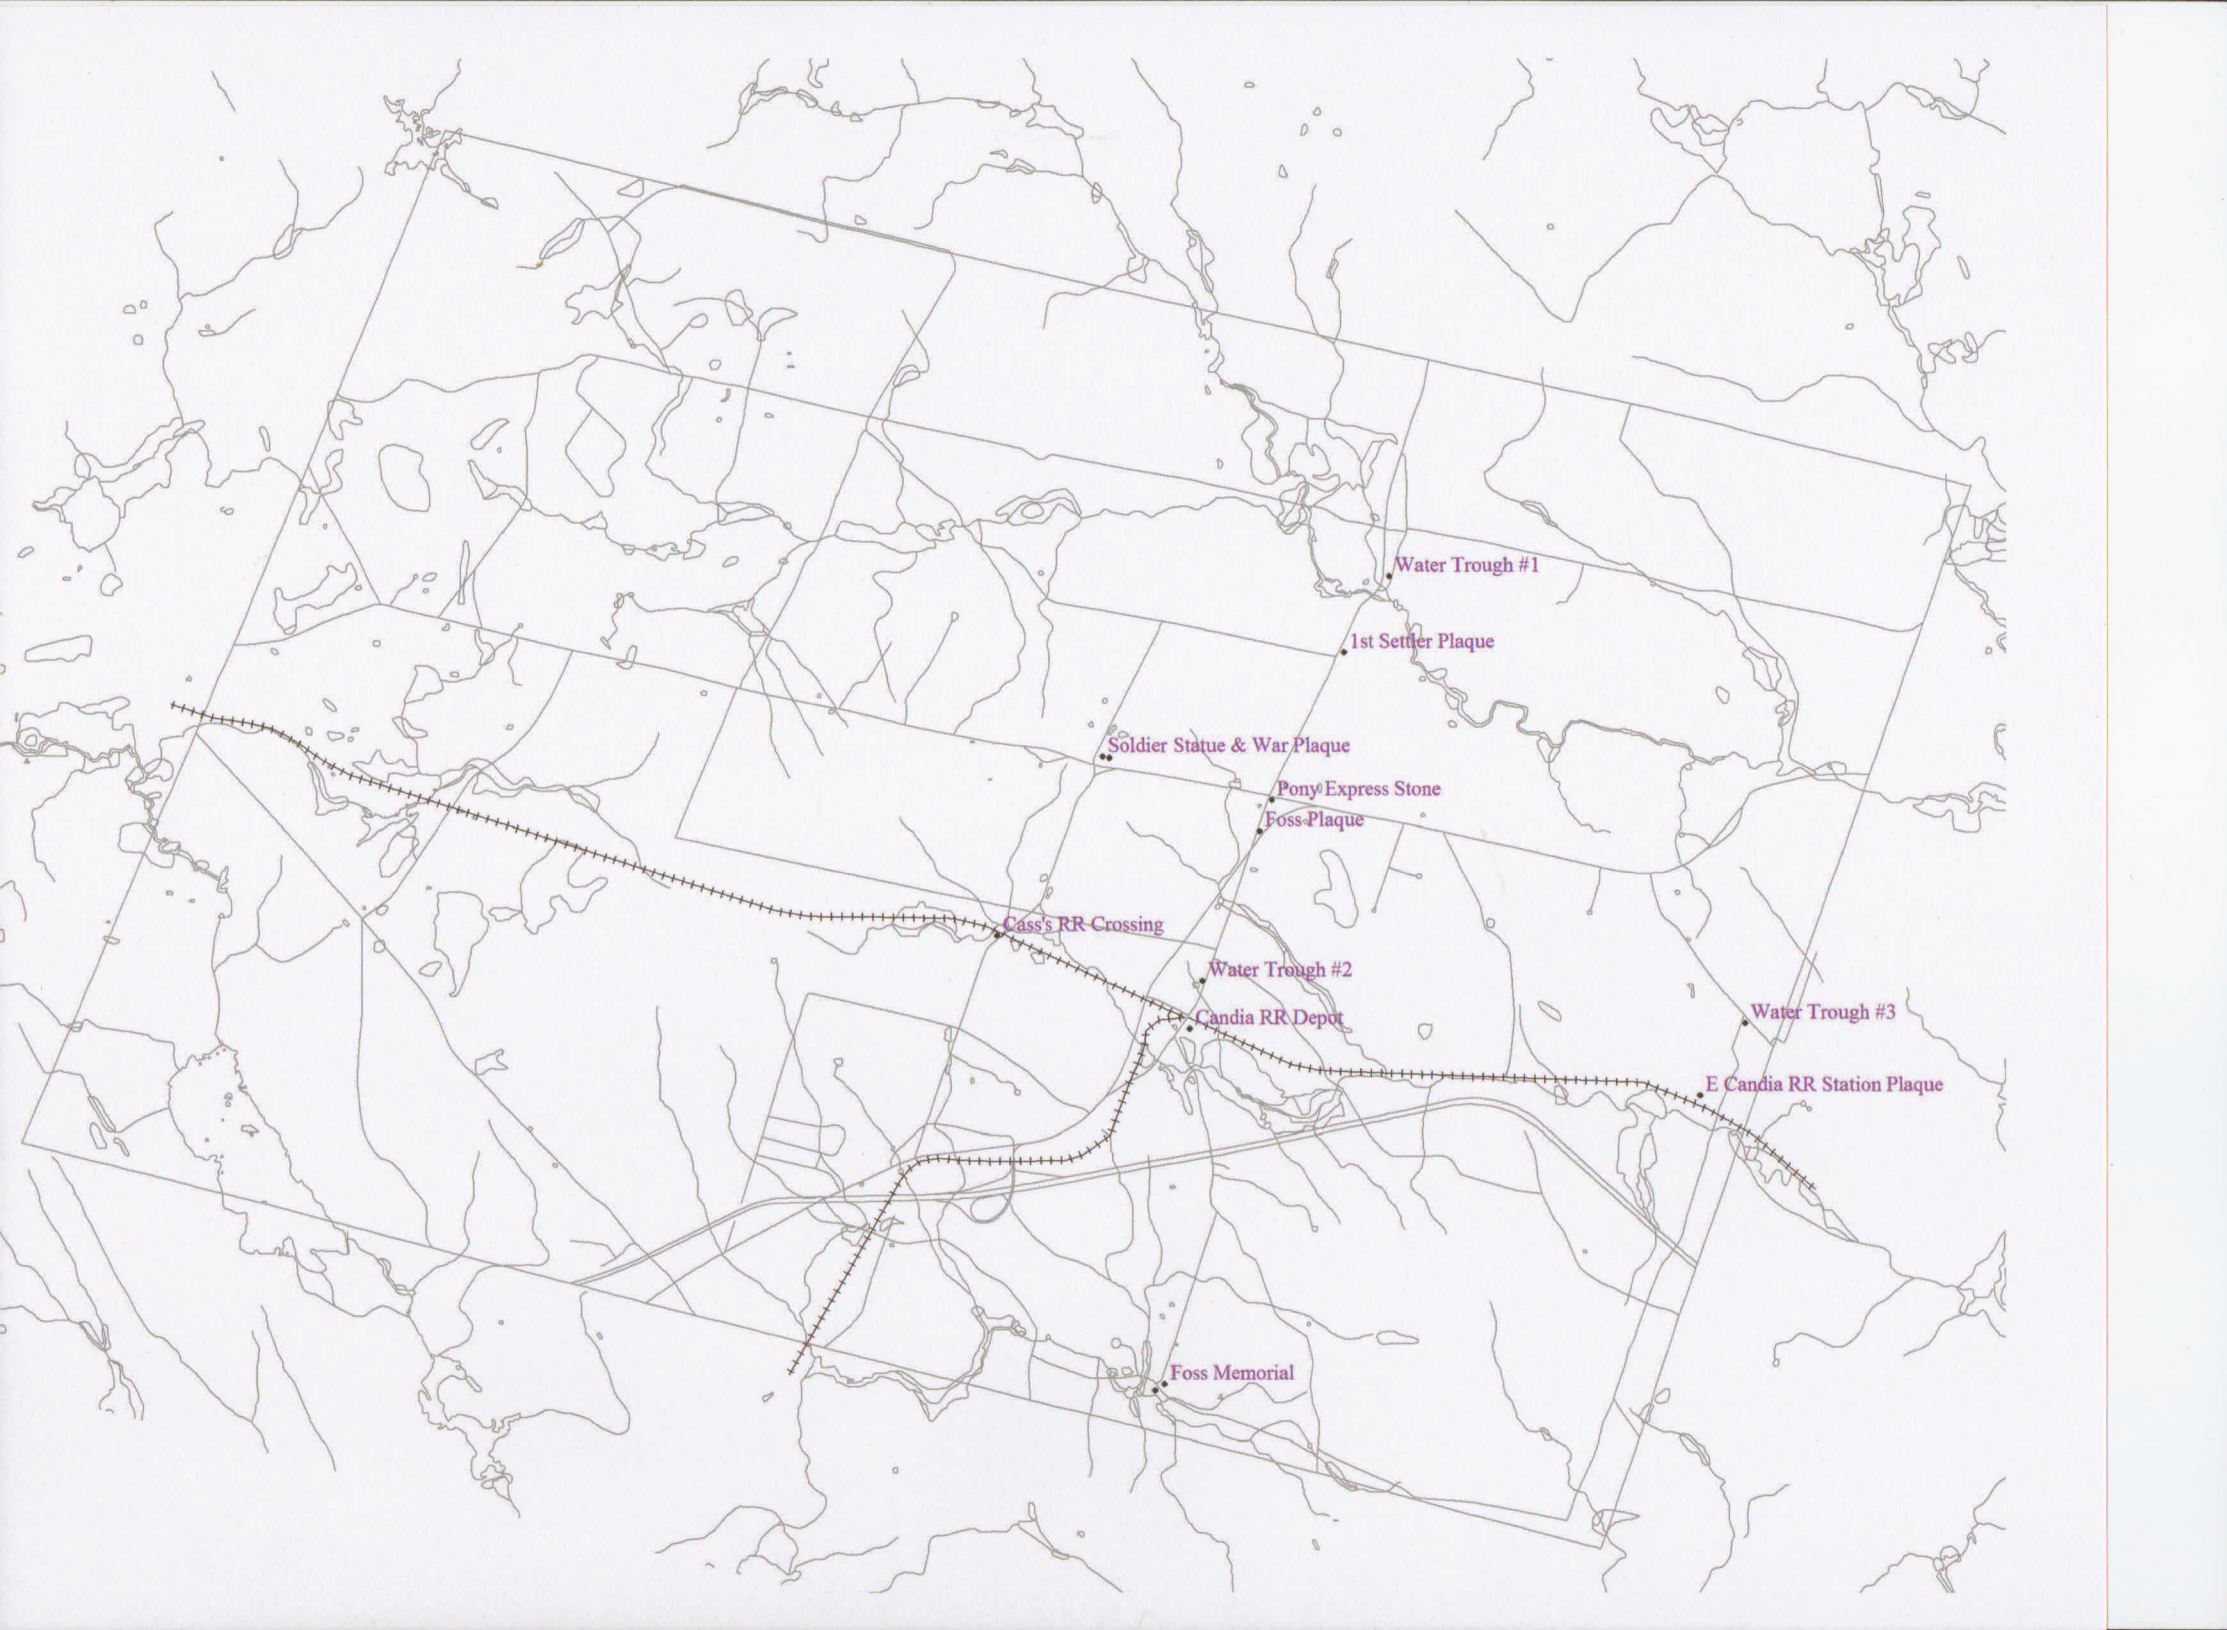 Water Trough #1
1st Settler Plaque
Soldier Statue & War Plaque
Pony Express Stone
Foss Plaque
Cass's RR Crossing
Water Trough #2
Water Trough #3
Candia RR Depot
E Candia RR Station Plaque
Foss Memorial